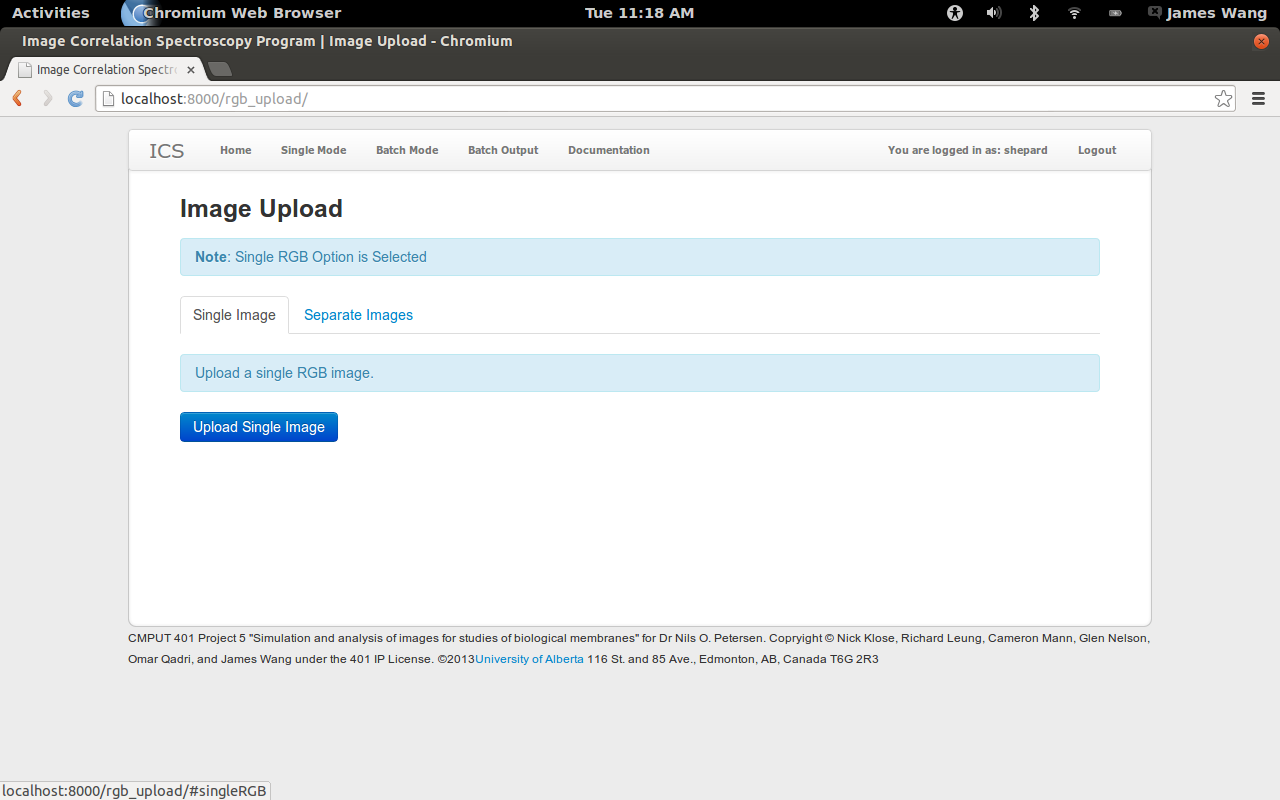 Activities Chromium Web Browser Tue 11:18 AM James Wang
Image Correlation Spectroscopy Program | Image Upload - Chromium
Image Correlation Spectr
localhost:8000/rgb_upload/
ICS Home Single Mode Batch Mode Batch Output Documentation You are logged in as: shepard Logout
Image Upload
Note: Single RGB Option is Selected
Single Image Separate Images
Upload a single RGB image.
Upload Single Image
CMPUT 401 Project 5 "Simulation and analysis of images for studies of biological membranes" for Dr Nils O. Petersen. Copyright © Nick Klose, Richard Leung, Cameron Mann, Glen Nelson,
Omar Qadri, and James Wang under the 401 IP License. ©2013University of Alberta 116 St. and 85 Ave., Edmonton, AB, Canada T6G 2R3
localhost:8000/rgb_upload/#singleRGB